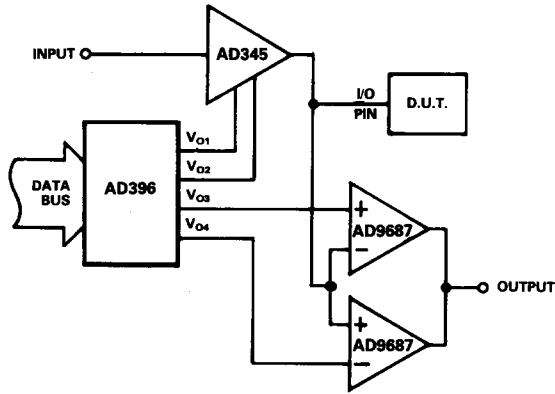 INPUT
AD345
I/O
PIN
D.U.T.
DATA
BUS
AD396
VO1
VO2
VO3
VO4
+
AD9687
−
+
AD9687
−
OUTPUT